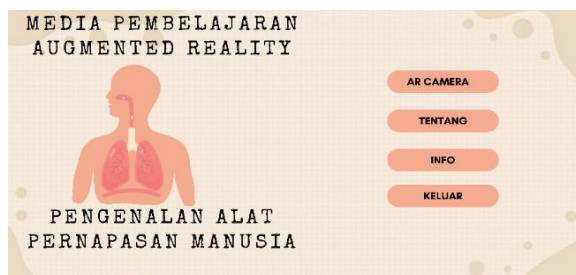 MEDIA PEMBELAJARAN
AUGMENTED REALITY
PENGENALAN ALAT
PERNAPASAN MANUSIA
AR CAMERA
TENTANG
INFO
KELUAR